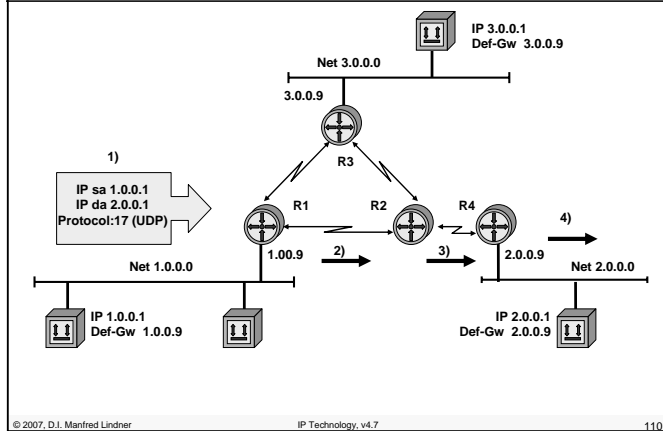 IP 3.0.0.1
Def-Gw 3.0.0.9
Net 3.0.0.0
3.0.0.9
R3
1)
IP sa 1.0.0.1
IP da 2.0.0.1
Protocol:17 (UDP)
R1
R2
R4
4)
1.00.9
2)
3)
2.0.0.9
Net 1.0.0.0
Net 2.0.0.0
IP 1.0.0.1
Def-Gw 1.0.0.9
IP 2.0.0.1
Def-Gw 2.0.0.9
© 2007, D.I. Manfred Lindner
IP Technology, v4.7
110